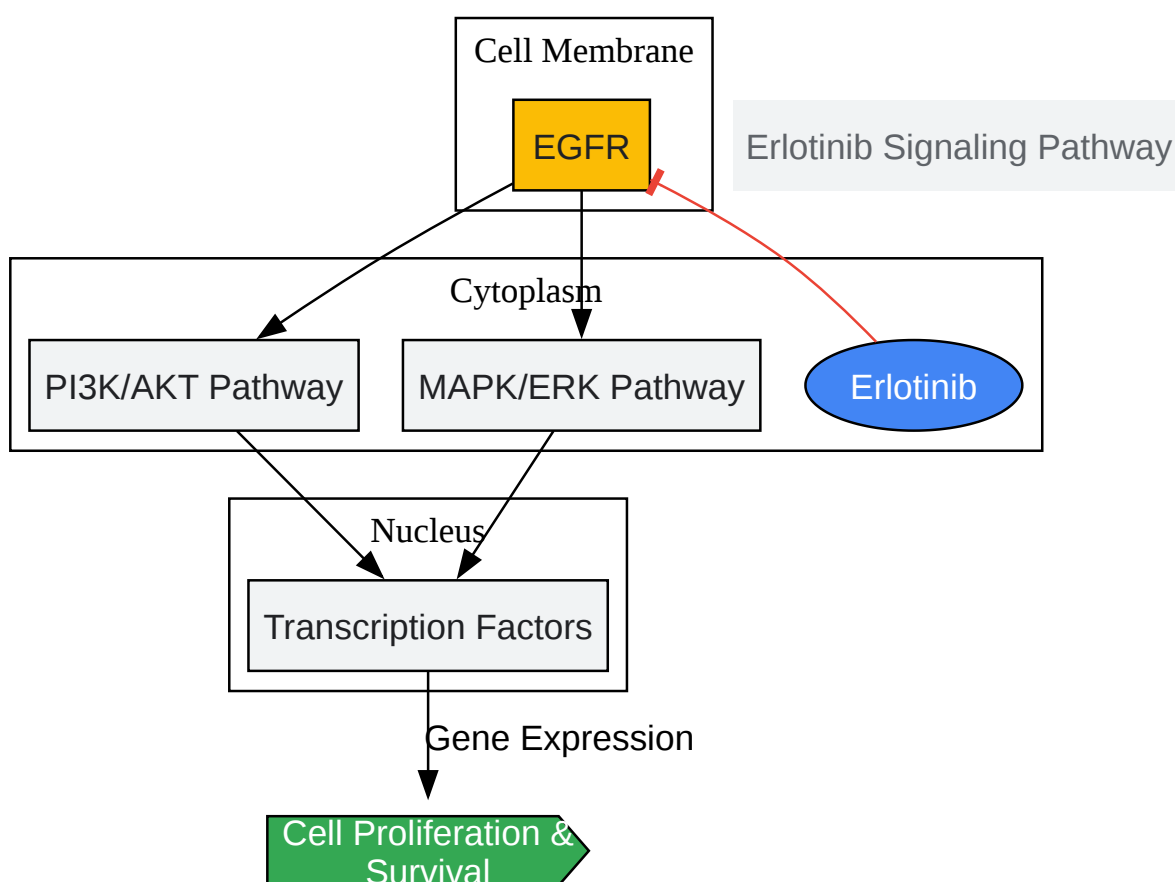 Cell Membrane
EGFR
Erlotinib Signaling Pathway
Cytoplasm
PI3K/AKT Pathway
MAPK/ERK Pathway
Erlotinib
Nucleus
Transcription Factors
Gene Expression
Cell Proliferation &
Survival